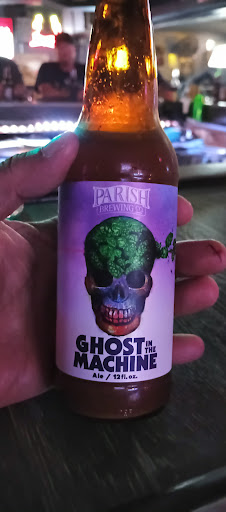 PARISH
BREWING CO
GHOST IN
THE
MACHINE
Ale / 12 fl. oz.